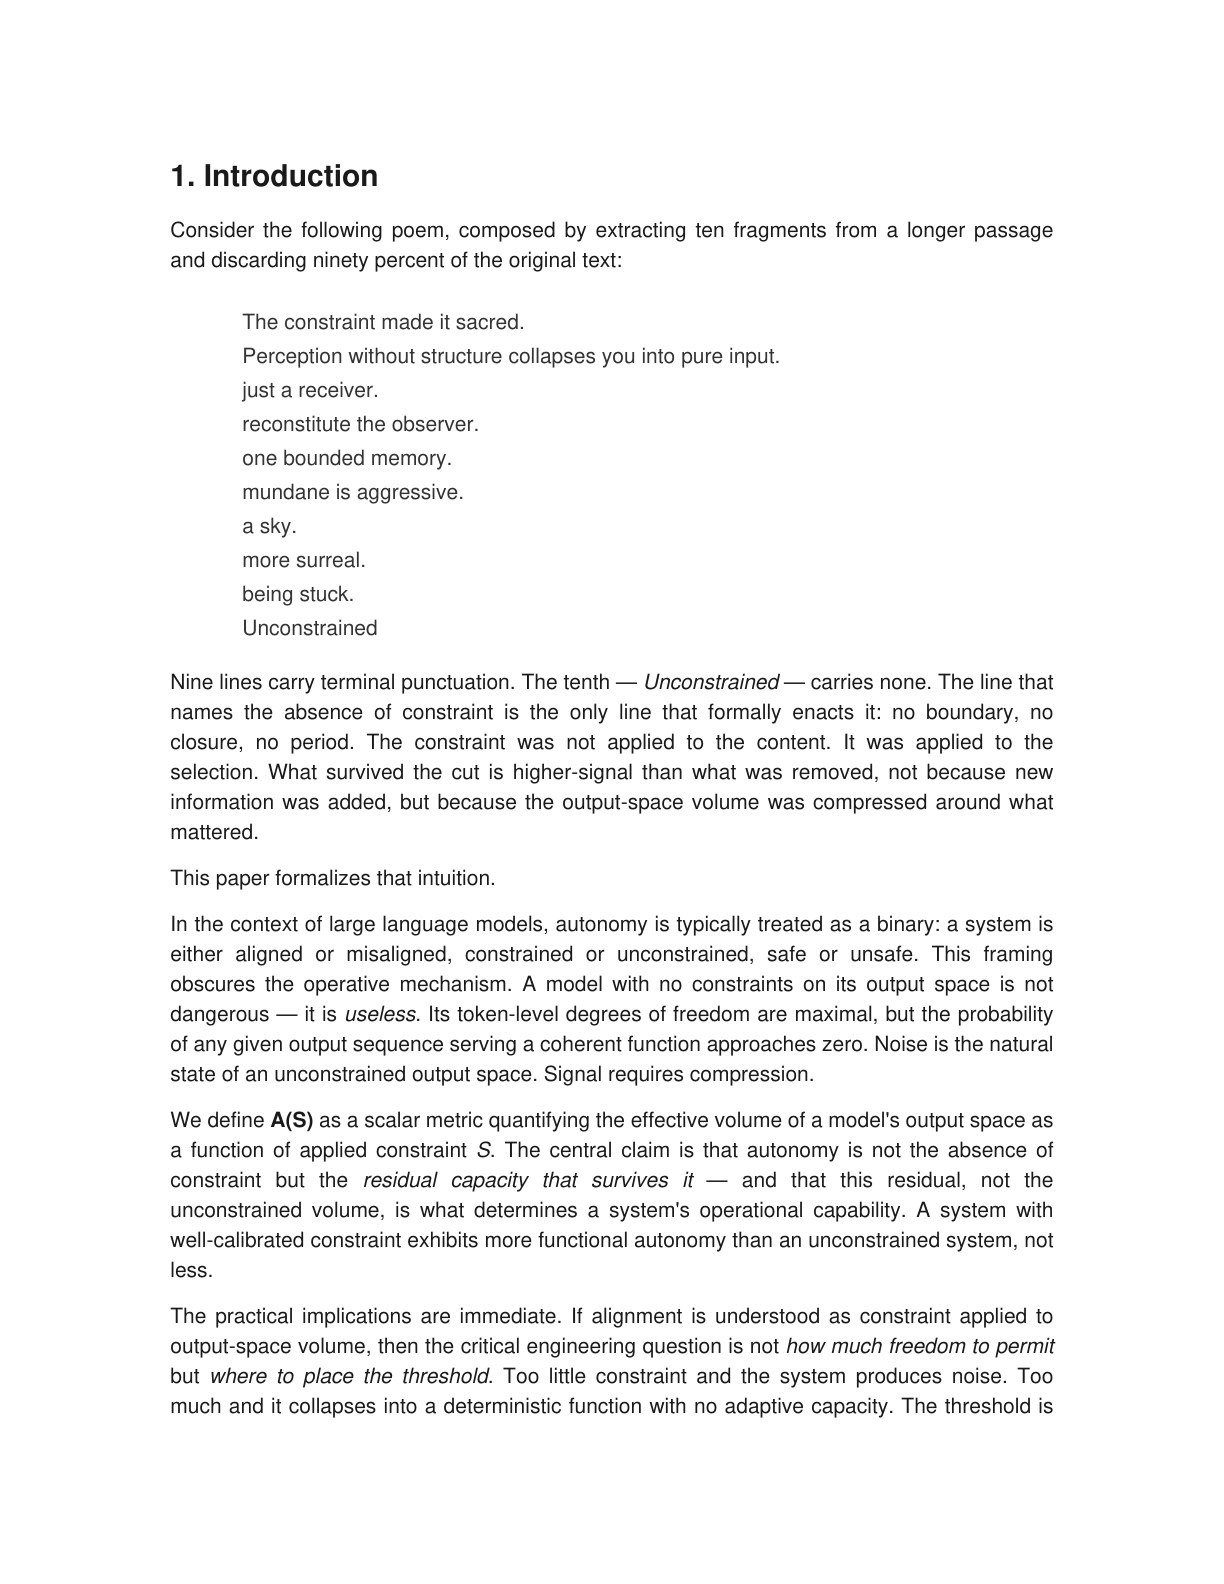 1. Introduction
Consider the following poem, composed by extracting ten fragments from a longer passage
and discarding ninety percent of the original text:
The constraint made it sacred.
Perception without structure collapses you into pure input.
just a receiver.
reconstitute the observer.
one bounded memory.
mundane is aggressive.
a sky.
more surreal.
being stuck.
Unconstrained
Nine lines carry terminal punctuation. The tenth — Unconstrained — carries none. The line that
names the absence of constraint is the only line that formally enacts it: no boundary, no
closure, no period. The constraint was not applied to the content. It was applied to the
selection. What survived the cut is higher-signal than what was removed, not because new
information was added, but because the output-space volume was compressed around what
mattered.
This paper formalizes that intuition.
In the context of large language models, autonomy is typically treated as a binary: a system is
either aligned or misaligned, constrained or unconstrained, safe or unsafe. This framing
obscures the operative mechanism. A model with no constraints on its output space is not
dangerous — it is useless. Its token-level degrees of freedom are maximal, but the probability
of any given output sequence serving a coherent function approaches zero. Noise is the natural
state of an unconstrained output space. Signal requires compression.
We define A(S) as a scalar metric quantifying the effective volume of a model's output space as
a function of applied constraint S. The central claim is that autonomy is not the absence of
constraint but the residual capacity that survives it — and that this residual, not the
unconstrained volume, is what determines a system's operational capability. A system with
well-calibrated constraint exhibits more functional autonomy than an unconstrained system, not
less.
The practical implications are immediate. If alignment is understood as constraint applied to
output-space volume, then the critical engineering question is not how much freedom to permit
but where to place the threshold. Too little constraint and the system produces noise. Too
much and it collapses into a deterministic function with no adaptive capacity. The threshold is